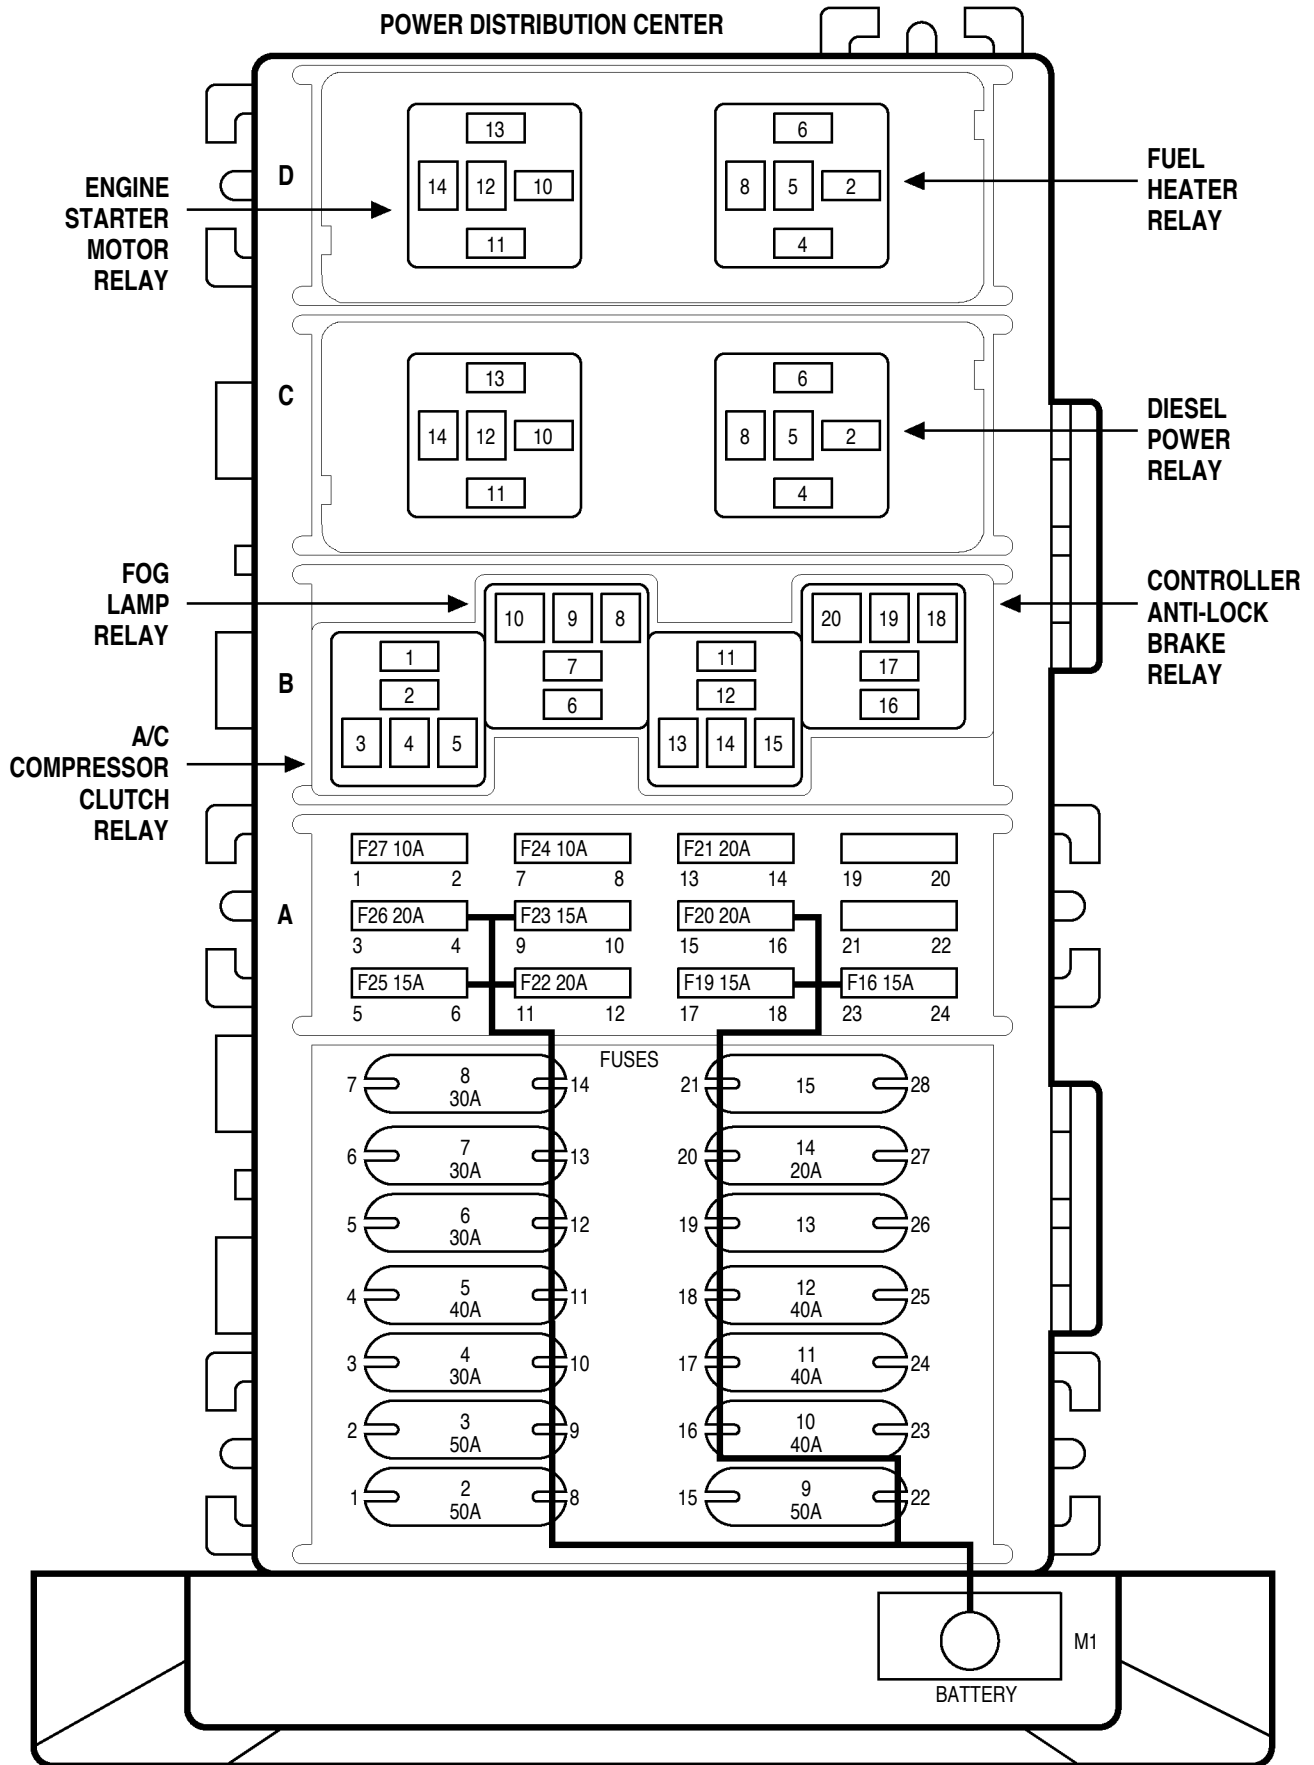 POWER DISTRIBUTION CENTER
D
ENGINE
STARTER
MOTOR
RELAY
13
14 12 10
11
6
8 5 2
4
FUEL
HEATER
RELAY
C
13
14 12 10
11
6
8 5 2
4
DIESEL
POWER
RELAY
FOG
LAMP
RELAY
CONTROLLER
ANTI-LOCK
BRAKE
RELAY
B
A/C
COMPRESSOR
CLUTCH
RELAY
1
2
3 4 5
10 9 8
7
6
11
12
13 14 15
20 19 18
17
16
A
F27 10A F24 10A F21 20A
1 2 7 8 13 14 19 20
F26 20A F23 15A F20 20A
3 4 9 10 15 16 21 22
F25 15A F22 20A F19 15A F16 15A
5 6 11 12 17 18 23 24
FUSES
7 8 14 21 15 28
30A
6 7 13 20 14 27
30A 20A
5 6 12 19 13 26
30A
4 5 11 18 12 25
40A 40A
3 4 10 17 11 24
30A 40A
2 3 9 16 10 23
50A 40A
1 2 8 15 9 22
50A 50A
M1
BATTERY